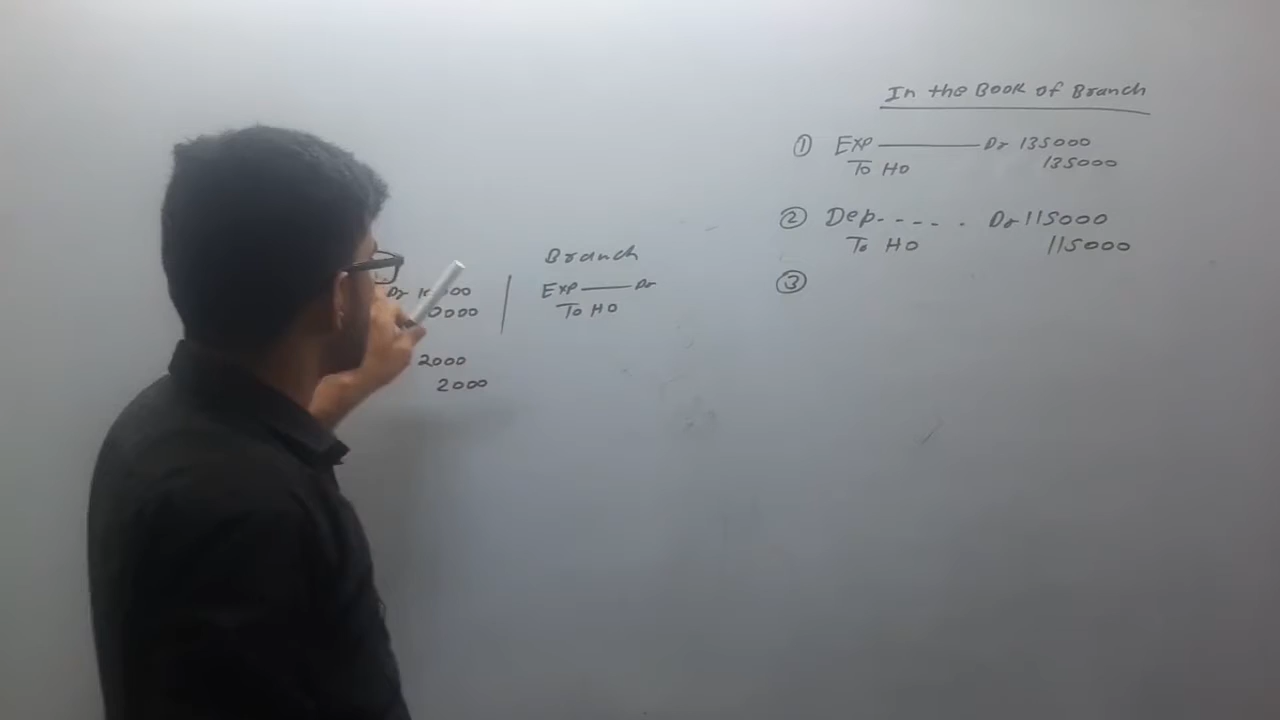 In the Book of Branch
① Exp ——— Dr 135000
To HO 135000
② Dep- - - - - . Dr 115000
To HO 115000
③
Branch
Dr
Exp —— Dr
To HO
2000
2000